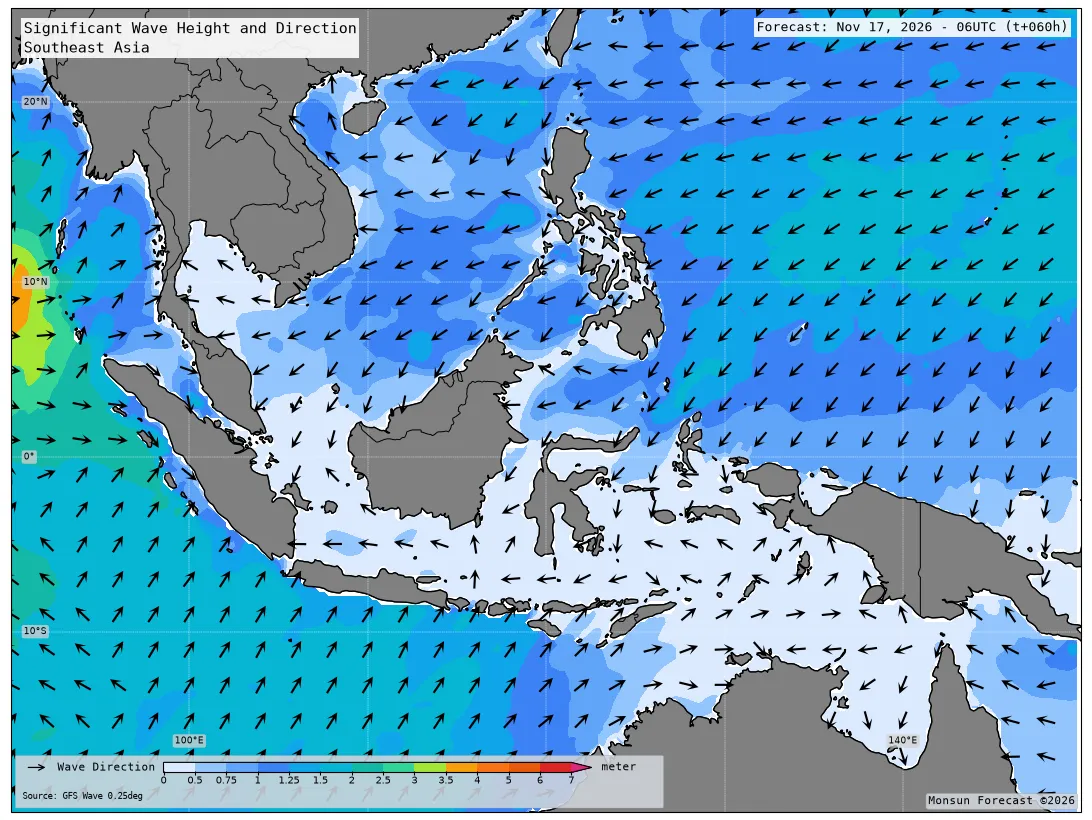 Significant Wave Height and Direction
Southeast Asia
Forecast: Nov 17, 2026 - 06UTC (t+060h)
20°N
10°N
0°
10°S
100°E
140°E
Wave Direction
meter
0 0.5 0.75 1 1.25 1.5 2 2.5 3 3.5 4 5 6 7
Source: GFS Wave 0.25deg
Monsun Forecast ©2026